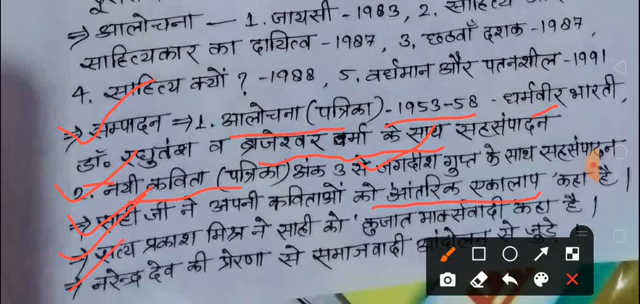 ⇒ आलोचना — 1. जायसी - 1983, 2. साहित्य और
साहित्यकार का दायित्व - 1987, 3. छठवाँ दशक - 1987,
4. साहित्य क्यों ? - 1988, 5. वर्धमान और पतनशील - 1991
⇒ सम्पादन ⇒ 1. आलोचना (पत्रिका) - 1953-58 - धर्मवीर भारती,
डॉ॰ रघुवंश व ब्रजेश्वर वर्मा के साथ सहसंपादन
2. नयी कविता (पत्रिका) अंक 3 से जगदीश गुप्त के साथ सहसंपादन
⇒ साही जी ने अपनी कविताओं को 'आंतरिक एकालाप' कहा है |
⇒ सत्य प्रकाश मिश्र ने साही को 'कुजात मार्क्सवादी' कहा है |
⇒ नरेन्द्र देव की प्रेरणा से समाजवादी आंदोलन से जुड़े |